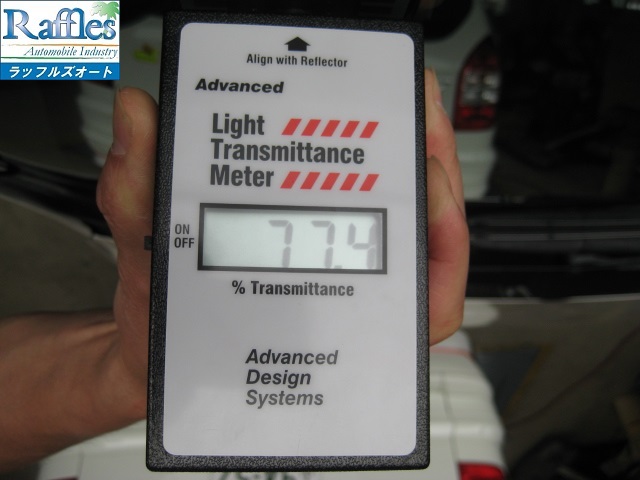 Raffles
Automobile Industry
ラッフルズオート
Align with Reflector
Advanced
Light
Transmittance
Meter
ON
OFF
77.4
% Transmittance
Advanced
Design
Systems